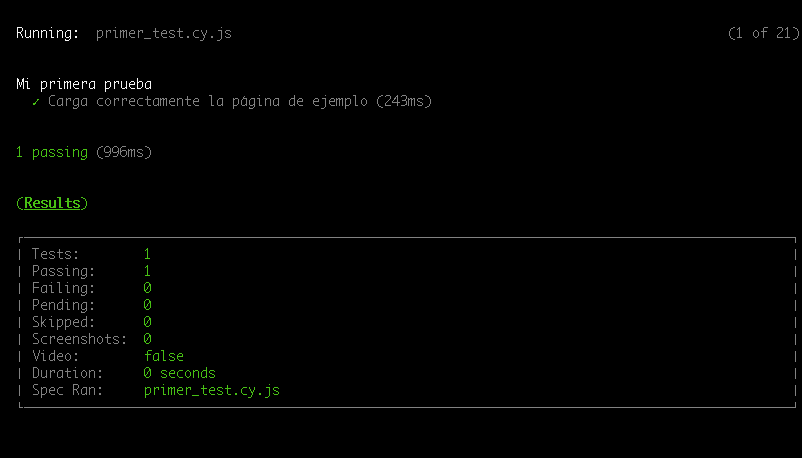 Running:  primer_test.cy.js (1 of 21)
Mi primera prueba
✓ Carga correctamente la página de ejemplo (243ms)
1 passing (996ms)
(Results)
Tests: 1
Passing: 1
Failing: 0
Pending: 0
Skipped: 0
Screenshots: 0
Video: false
Duration: 0 seconds
Spec Ran: primer_test.cy.js